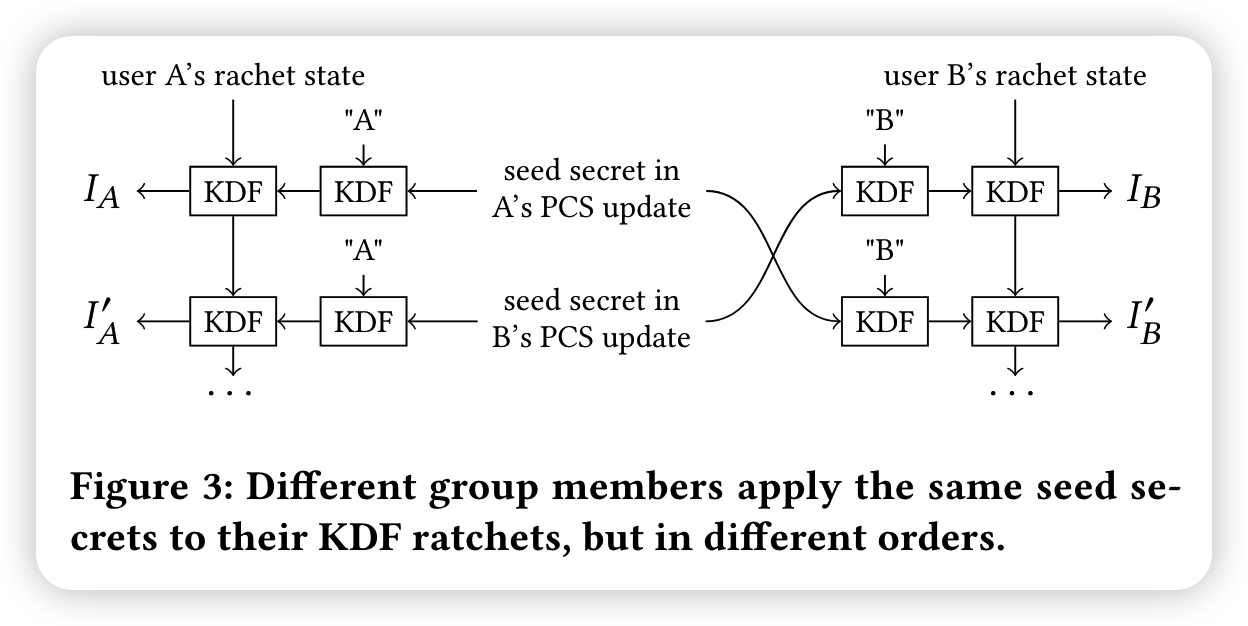 user A’s rachet state
user B’s rachet state
"A"
"B"
I_A
KDF
KDF
seed secret in
A’s PCS update
KDF
KDF
I_B
"A"
"B"
I′_A
KDF
KDF
seed secret in
B’s PCS update
KDF
KDF
I′_B
. . .
. . .
Figure 3: Different group members apply the same seed se-
crets to their KDF ratchets, but in different orders.